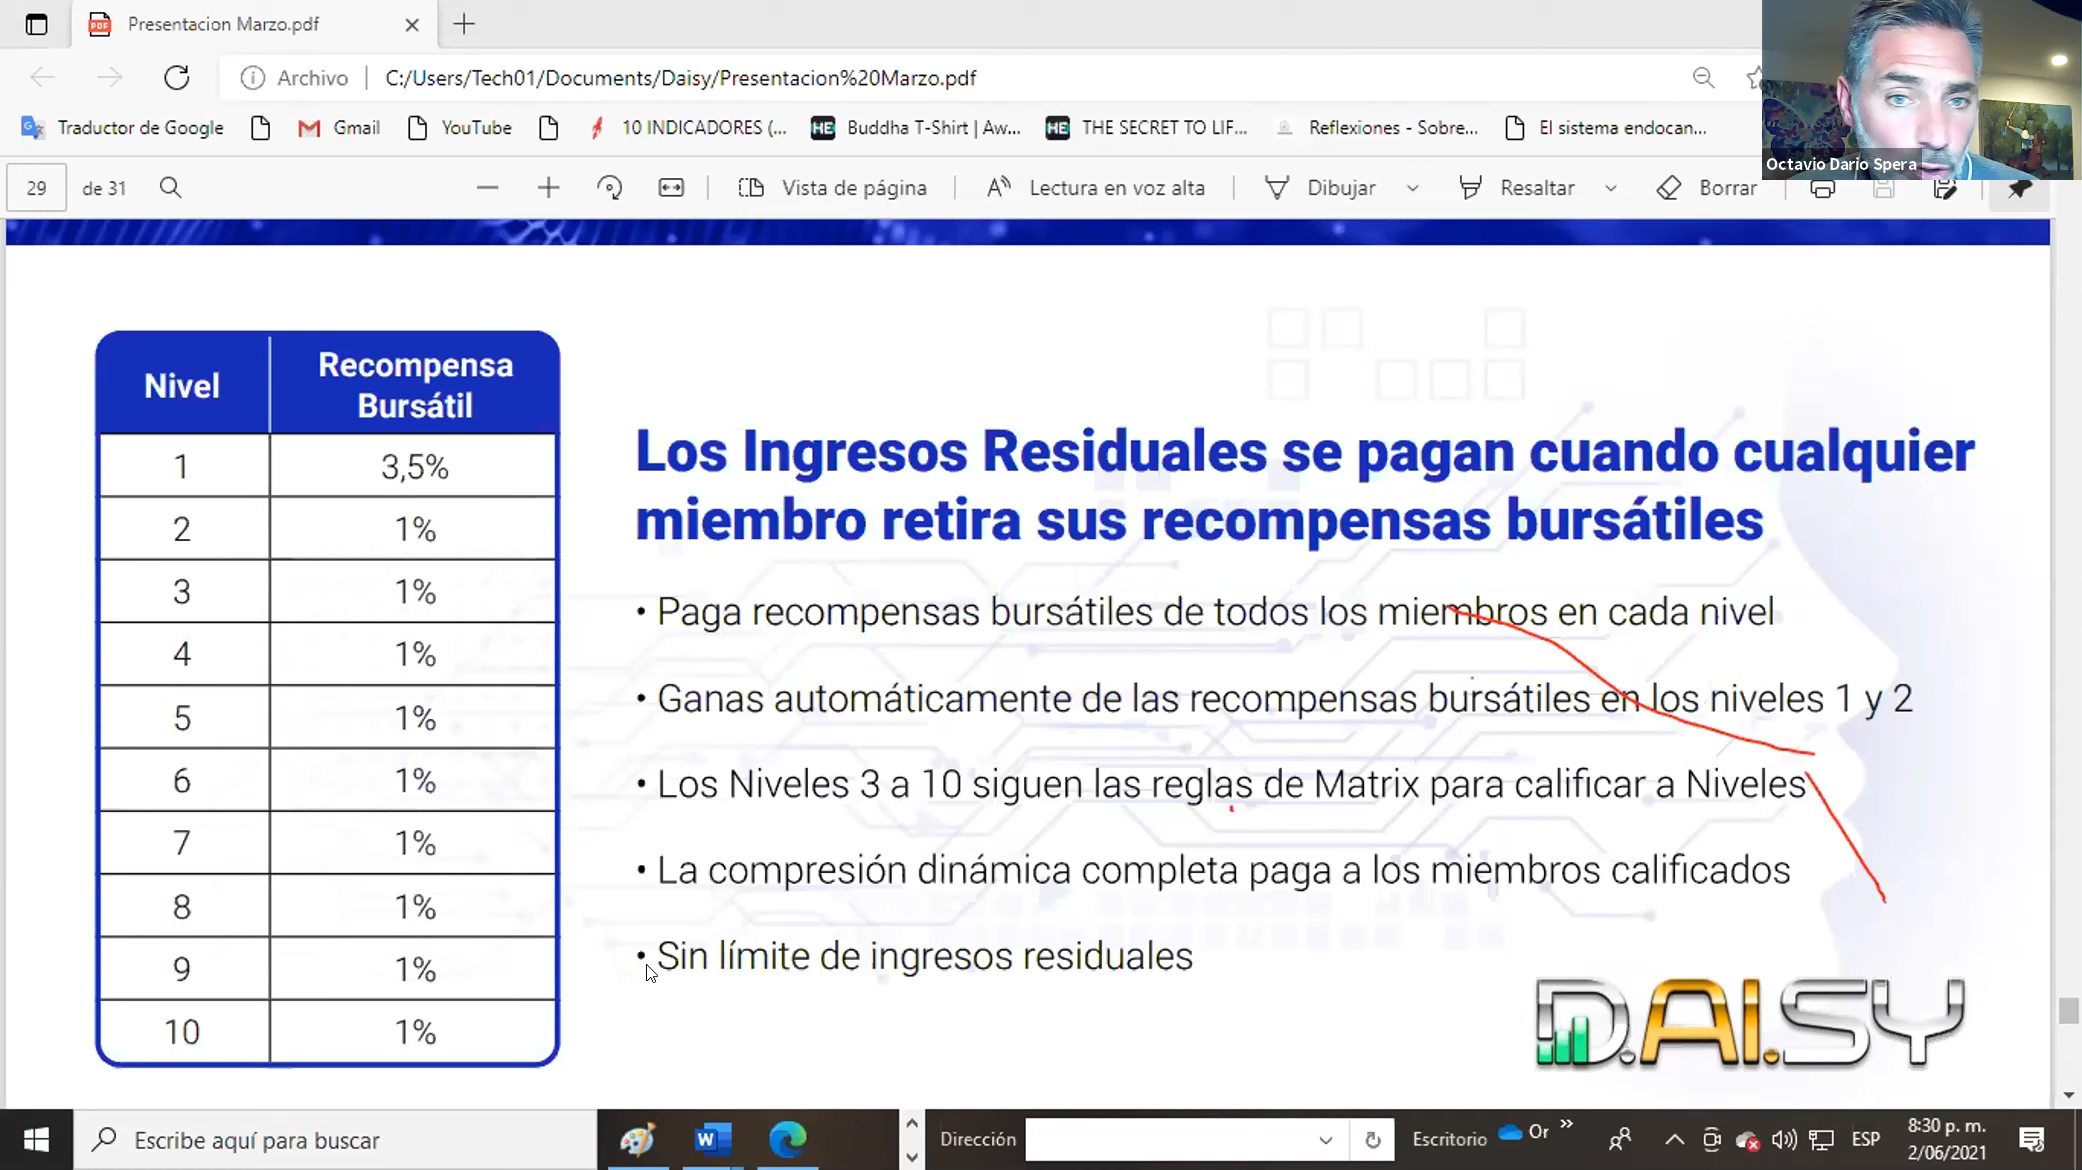 Presentacion Marzo.pdf
Archivo
C:/Users/Tech01/Documents/Daisy/Presentacion%20Marzo.pdf
Octavio Dario Spera
Traductor de Google
Gmail
YouTube
10 INDICADORES (...
HE Buddha T-Shirt | Aw...
HE THE SECRET TO LIF...
Reflexiones - Sobre...
El sistema endocan...
29 de 31
Vista de página
Lectura en voz alta
Dibujar
Resaltar
Borrar
Nivel Recompensa Bursátil
1 3,5%
2 1%
3 1%
4 1%
5 1%
6 1%
7 1%
8 1%
9 1%
10 1%
Los Ingresos Residuales se pagan cuando cualquier
miembro retira sus recompensas bursátiles
• Paga recompensas bursátiles de todos los miembros en cada nivel
• Ganas automáticamente de las recompensas bursátiles en los niveles 1 y 2
• Los Niveles 3 a 10 siguen las reglas de Matrix para calificar a Niveles
• La compresión dinámica completa paga a los miembros calificados
• Sin límite de ingresos residuales
D.AI.SY
Escribe aquí para buscar
Dirección
Escritorio
Or
ESP
8:30 p. m.
2/06/2021